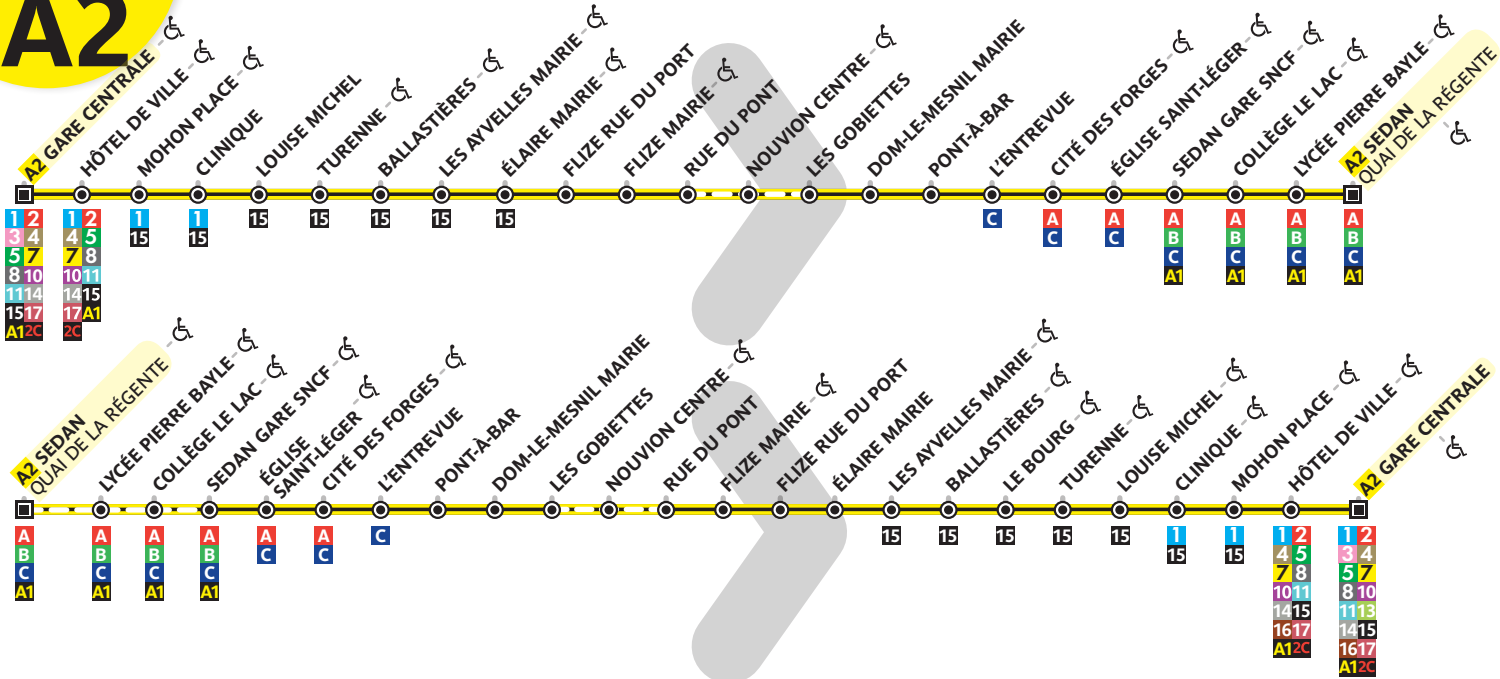 A2
A2 GARE CENTRALE
HÔTEL DE VILLE
MOHON PLACE
CLINIQUE
LOUISE MICHEL
TURENNE
BALLASTIÈRES
LES AYVELLES MAIRIE
ÉLAIRE MAIRIE
FLIZE RUE DU PORT
FLIZE MAIRIE
RUE DU PONT
NOUVION CENTRE
LES GOBIETTES
DOM-LE-MESNIL MAIRIE
PONT-À-BAR
L'ENTREVUE
CITÉ DES FORGES
ÉGLISE SAINT-LÉGER
SEDAN GARE SNCF
COLLÈGE LE LAC
LYCÉE PIERRE BAYLE
A2 SEDAN
QUAI DE LA RÉGENTE
1 2 1 2 1 1 15 15 15 15 15 C A A A A A A
3 4 4 5 15 15 C C B B B B
5 7 7 8 C C C C
8 10 10 11 A1 A1 A1 A1
11 14 14 15
15 17 17 A1
A1 2C 2C
A2 SEDAN
QUAI DE LA RÉGENTE
LYCÉE PIERRE BAYLE
COLLÈGE LE LAC
SEDAN GARE SNCF
ÉGLISE
SAINT-LÉGER
CITÉ DES FORGES
L'ENTREVUE
PONT-À-BAR
DOM-LE-MESNIL MAIRIE
LES GOBIETTES
NOUVION CENTRE
RUE DU PONT
FLIZE MAIRIE
FLIZE RUE DU PORT
ÉLAIRE MAIRIE
LES AYVELLES MAIRIE
BALLASTIÈRES
LE BOURG
TURENNE
LOUISE MICHEL
CLINIQUE
MOHON PLACE
HÔTEL DE VILLE
A2 GARE CENTRALE
A A A A A A C 15 15 15 15 15 1 1 1 2 1 2
B B B B C C 15 15 4 5 3 4
C C C C 7 8 5 7
A1 A1 A1 A1 10 11 8 10
14 15 11 13
16 17 14 15
A1 2C 16 17
A1 2C